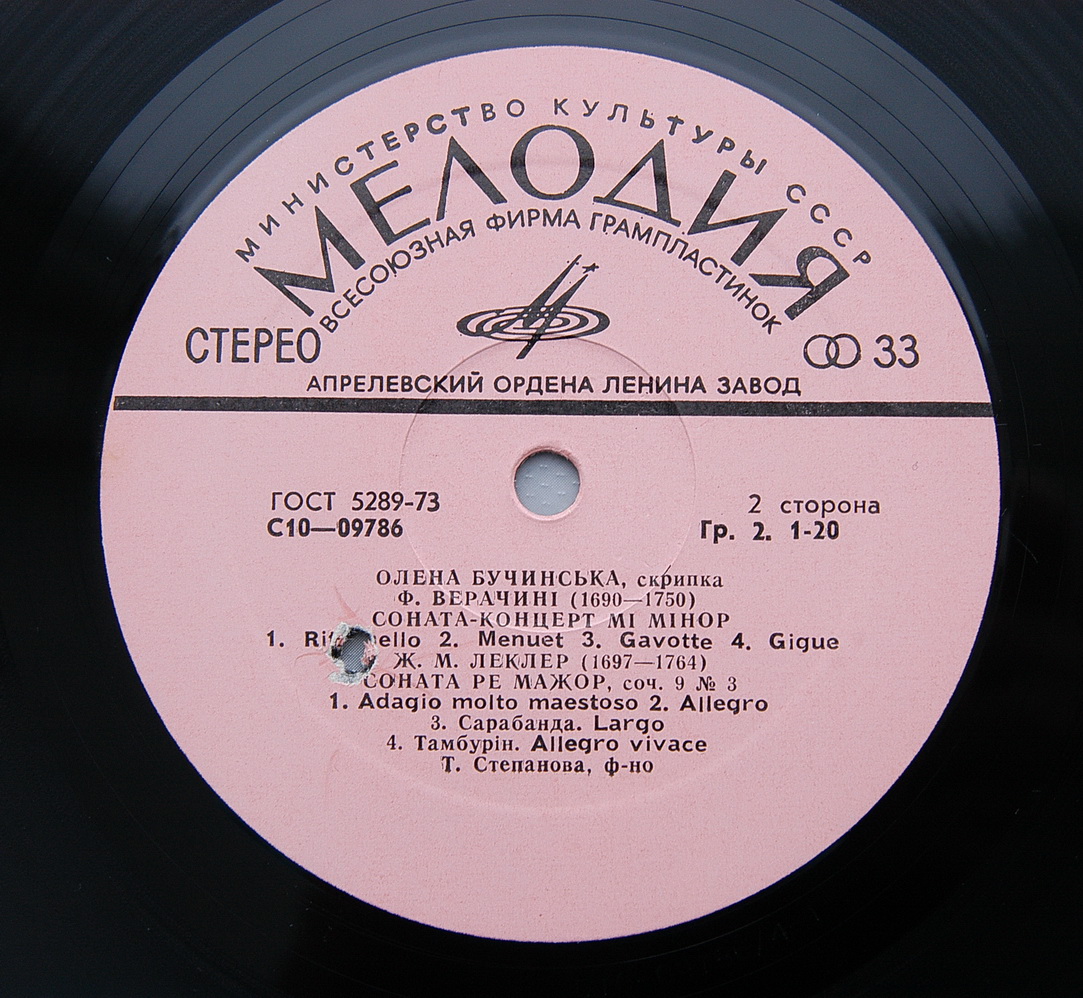 МИНИСТЕРСТВО КУЛЬТУРЫ СССР
МЕЛОДИЯ
ВСЕСОЮЗНАЯ ФИРМА ГРАМПЛАСТИНОК
СТЕРЕО
33
АПРЕЛЕВСКИЙ ОРДЕНА ЛЕНИНА ЗАВОД
ГОСТ 5289-73
2 сторона
С10—09786
Гр. 2. 1-20
ОЛЕНА БУЧИНСЬКА, скрипка
Ф. ВЕРАЧИНІ (1690—1750)
СОНАТА-КОНЦЕРТ МІ МІНОР
1. 2. Menuet 3. Gavotte 4. Gigue
Ж. М. ЛЕКЛЕР (1697—1764)
СОНАТА РЕ МАЖОР, соч. 9 № 3
1. Adagio molto maestoso 2. Allegro
3. Сарабанда. Largo
4. Тамбурін. Allegro vivace
Т. Степанова, ф-но